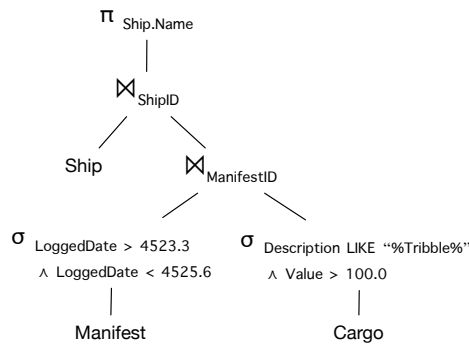 π Ship.Name
⋈ ShipID
Ship
⋈ ManifestID
σ LoggedDate > 4523.3
∧ LoggedDate < 4525.6
σ Description LIKE “%Tribble%”
∧ Value > 100.0
Manifest
Cargo